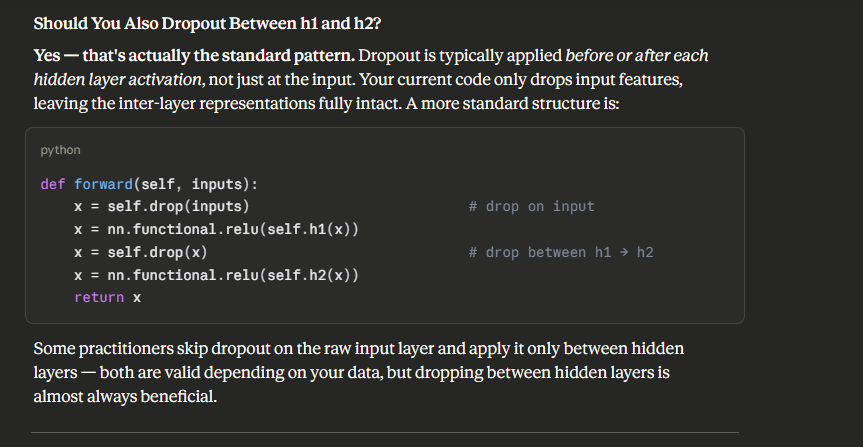 Should You Also Dropout Between h1 and h2?
Yes — that's actually the standard pattern. Dropout is typically applied before or after each
hidden layer activation, not just at the input. Your current code only drops input features,
leaving the inter-layer representations fully intact. A more standard structure is:
python
def forward(self, inputs):
    x = self.drop(inputs)                          # drop on input
    x = nn.functional.relu(self.h1(x))
    x = self.drop(x)                               # drop between h1 → h2
    x = nn.functional.relu(self.h2(x))
    return x
Some practitioners skip dropout on the raw input layer and apply it only between hidden
layers — both are valid depending on your data, but dropping between hidden layers is
almost always beneficial.